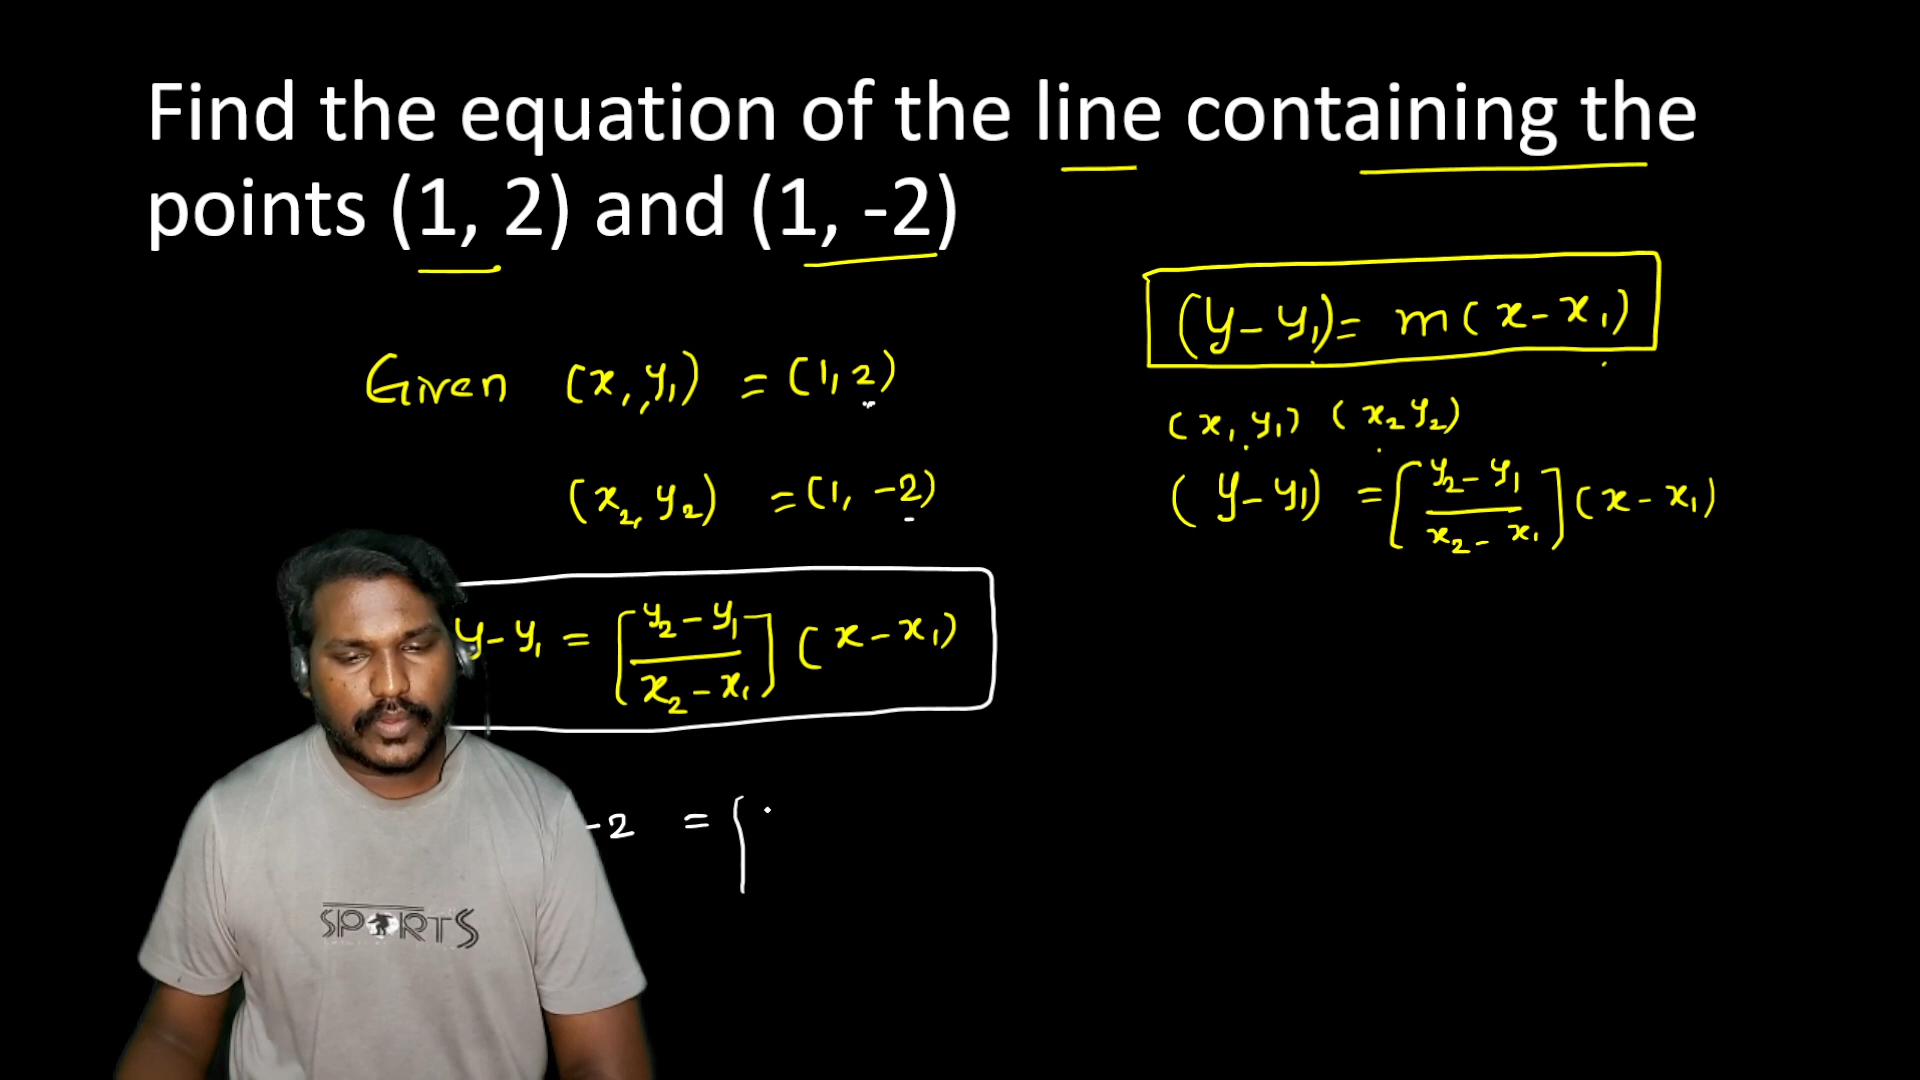 Find the equation of the line containing the
points (1, 2) and (1, -2)
(y - y₁) = m(x - x₁)
Given (x₁, y₁) = (1, 2)
(x₁ y₁) (x₂ y₂)
(x₂, y₂) = (1, -2)
(y - y₁) = [y₂ - y₁ / x₂ - x₁] (x - x₁)
y - y₁ = [y₂ - y₁ / x₂ - x₁] (x - x₁)
-2 = [
SPORTS